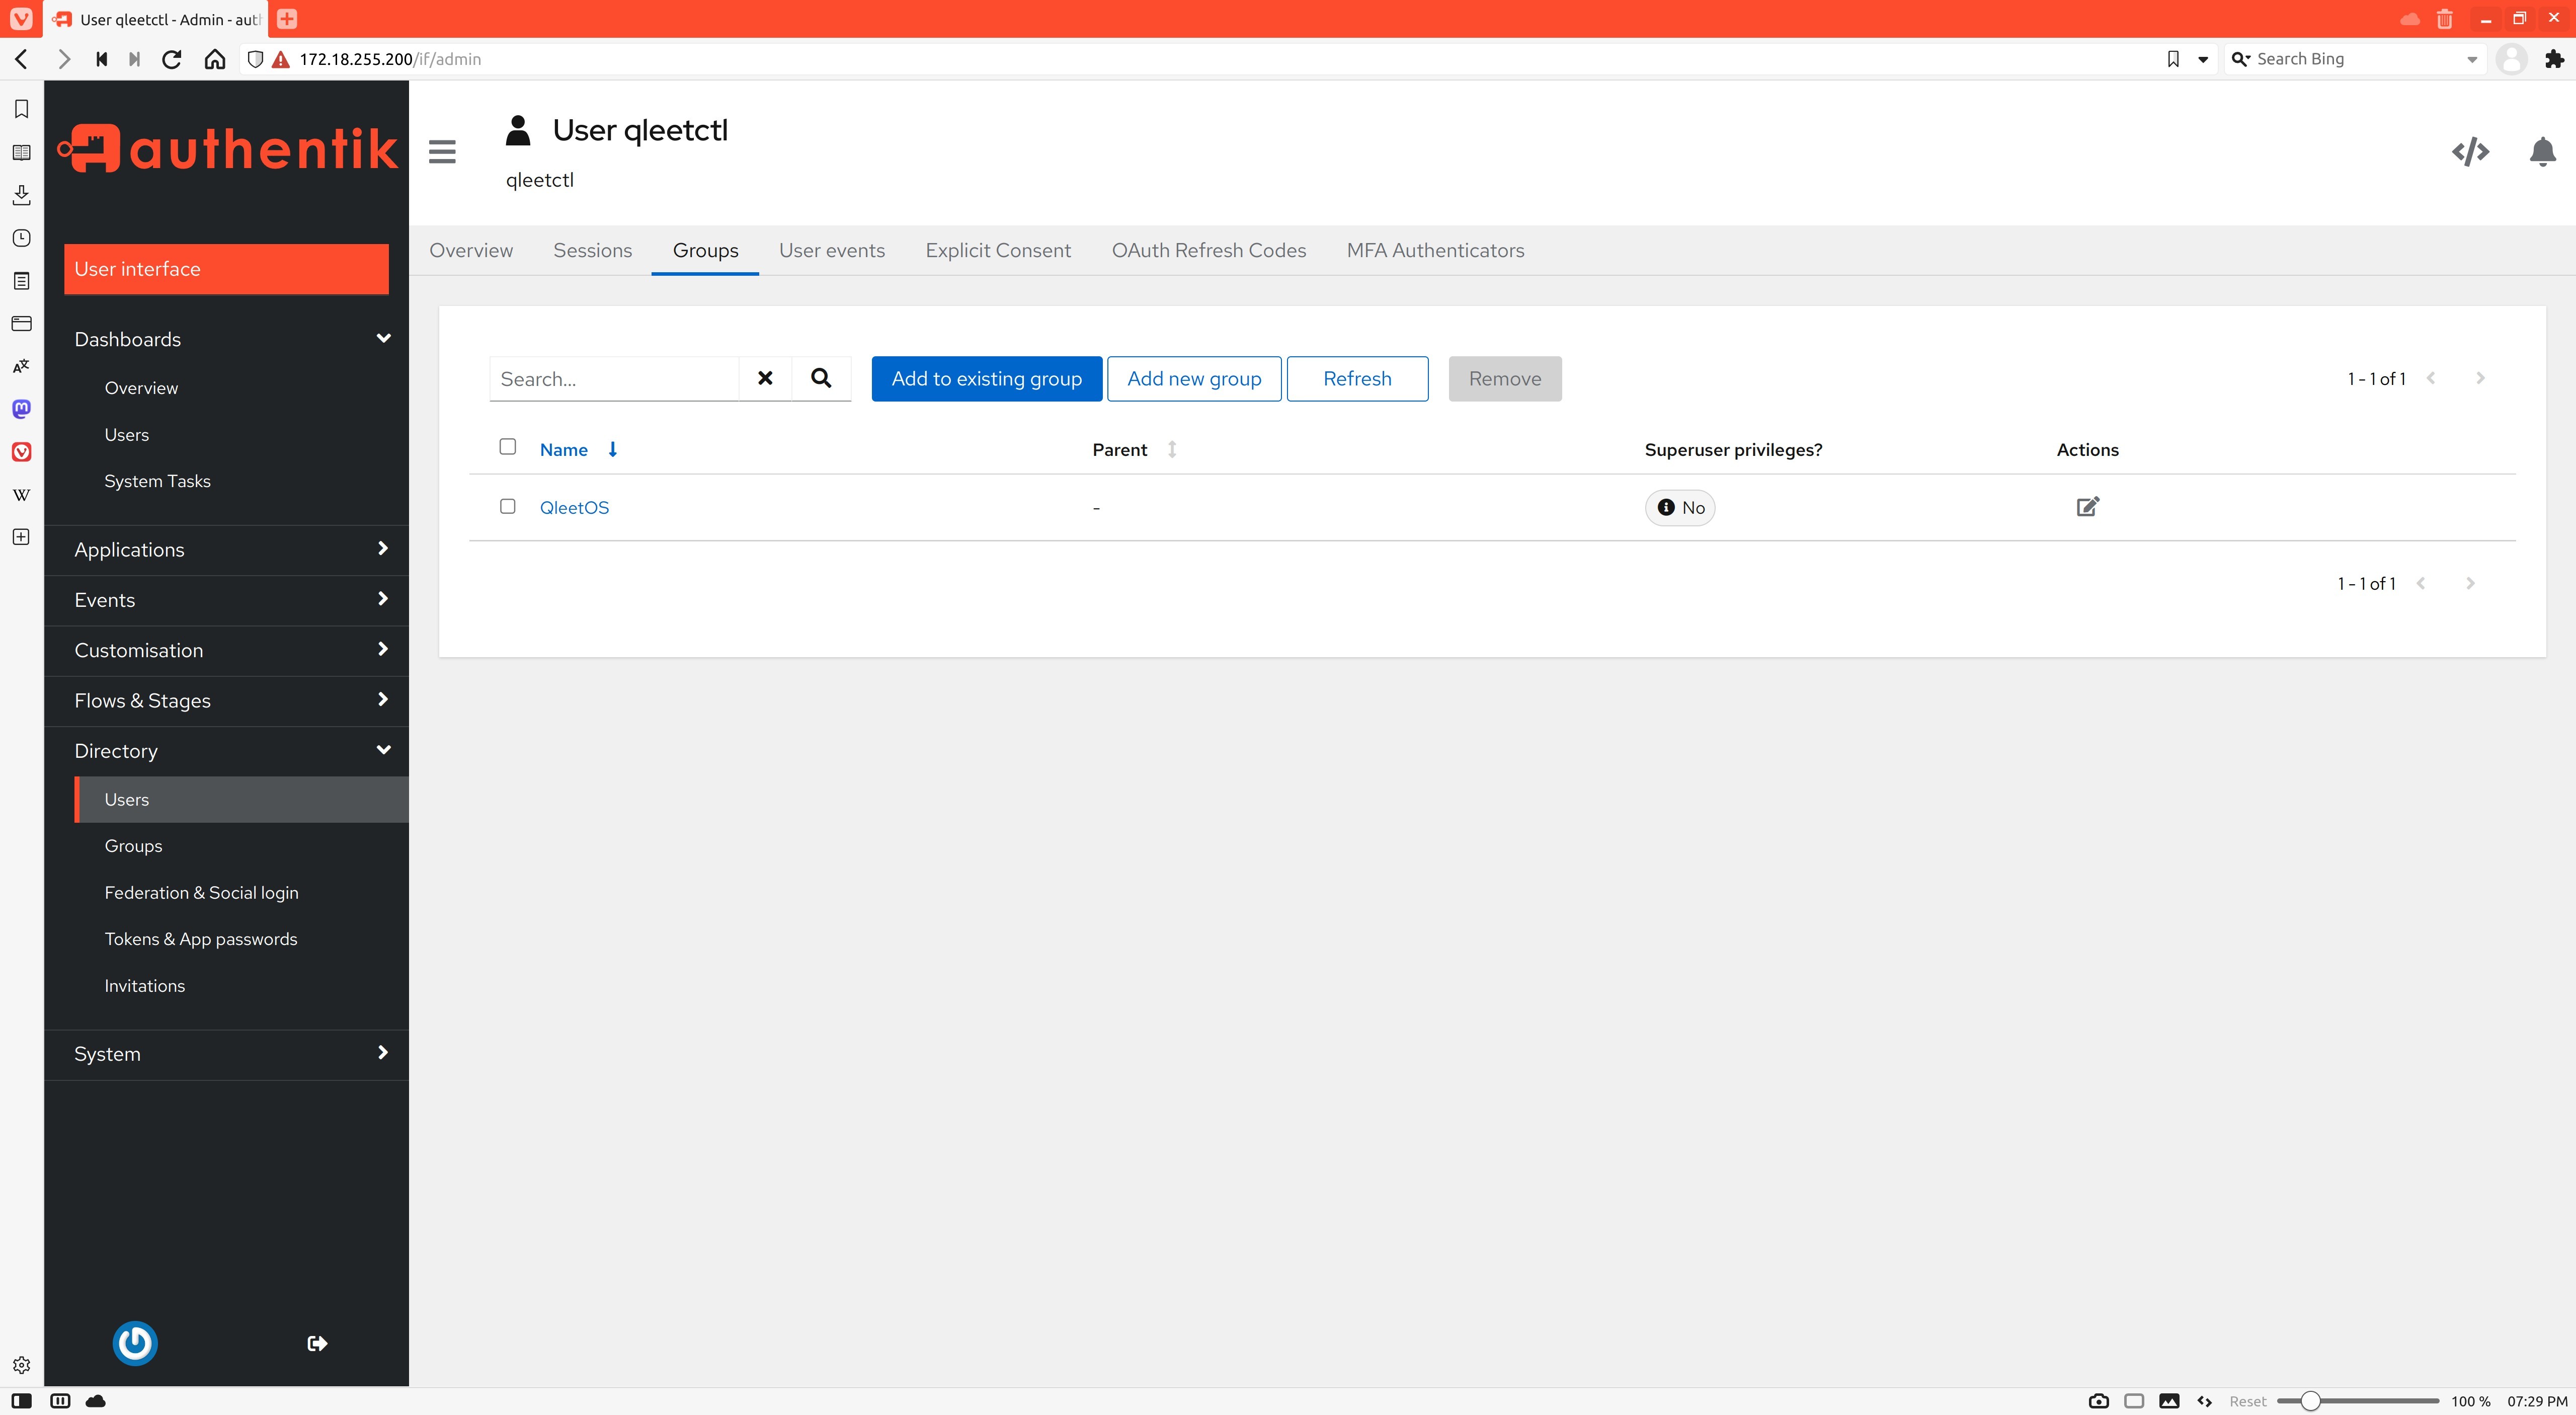 User qleetctl - Admin - auth
172.18.255.200/if/admin
Search Bing
authentik
User interface
Dashboards
Overview
Users
System Tasks
Applications
Events
Customisation
Flows & Stages
Directory
Users
Groups
Federation & Social login
Tokens & App passwords
Invitations
System
User qleetctl
qleetctl
Overview Sessions Groups User events Explicit Consent OAuth Refresh Codes MFA Authenticators
Search... Add to existing group Add new group Refresh Remove 1 - 1 of 1
Name Parent Superuser privileges? Actions
QleetOS - No
1 - 1 of 1
Reset 100 % 07:29 PM